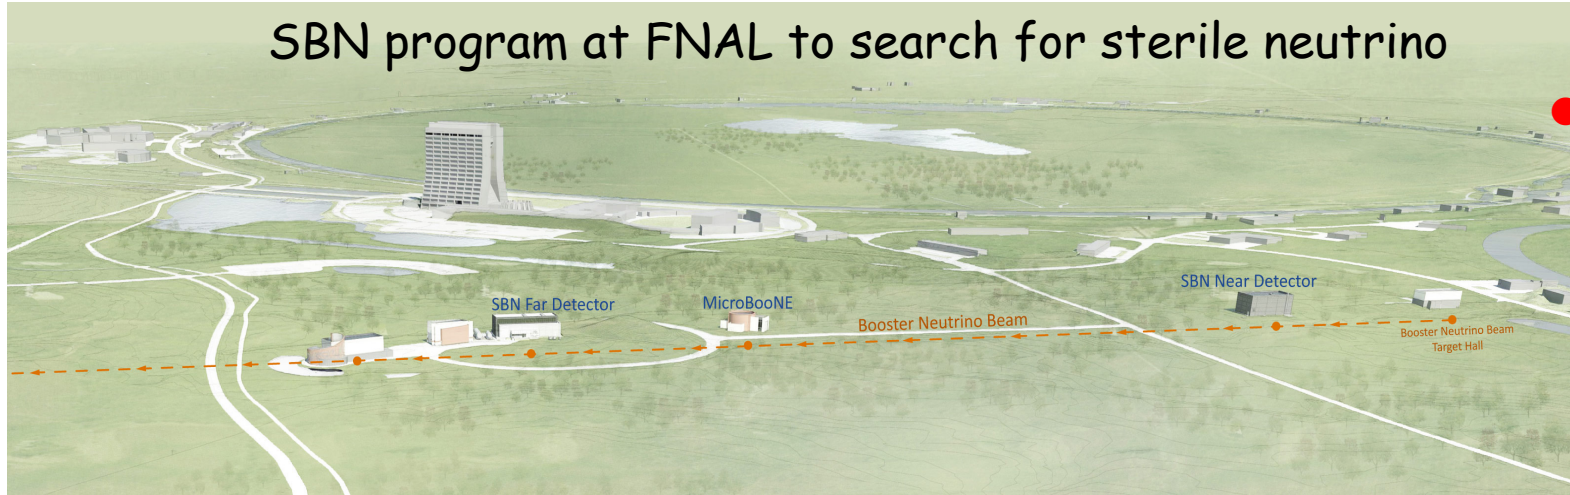 SBN program at FNAL to search for sterile neutrino
SBN Near Detector
SBN Far Detector
MicroBooNE
Booster Neutrino Beam
Booster Neutrino Beam
Target Hall